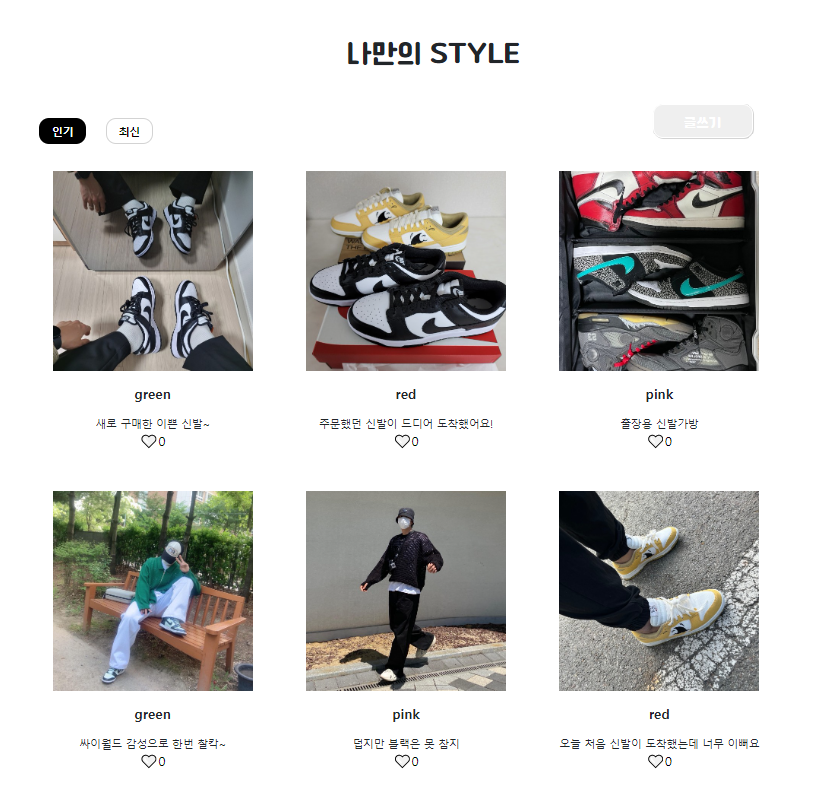 나만의 STYLE
인기 최신 글쓰기
green red pink
새로 구매한 이쁜 신발~ 주문했던 신발이 드디어 도착했어요! 출장용 신발가방
0 0 0
green pink red
싸이월드 감성으로 한번 찰칵~ 덥지만 블랙은 못 참지 오늘 처음 신발이 도착했는데 너무 이뻐요
0 0 0